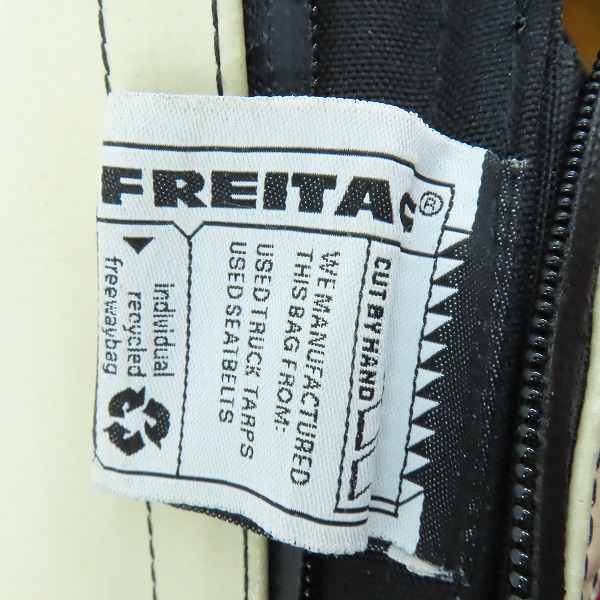 FREITAG®
CUT BY HAND
WE MANUFACTURED
THIS BAG FROM:
USED TRUCK TARPS
USED SEATBELTS
individual
recycled
freewaybag